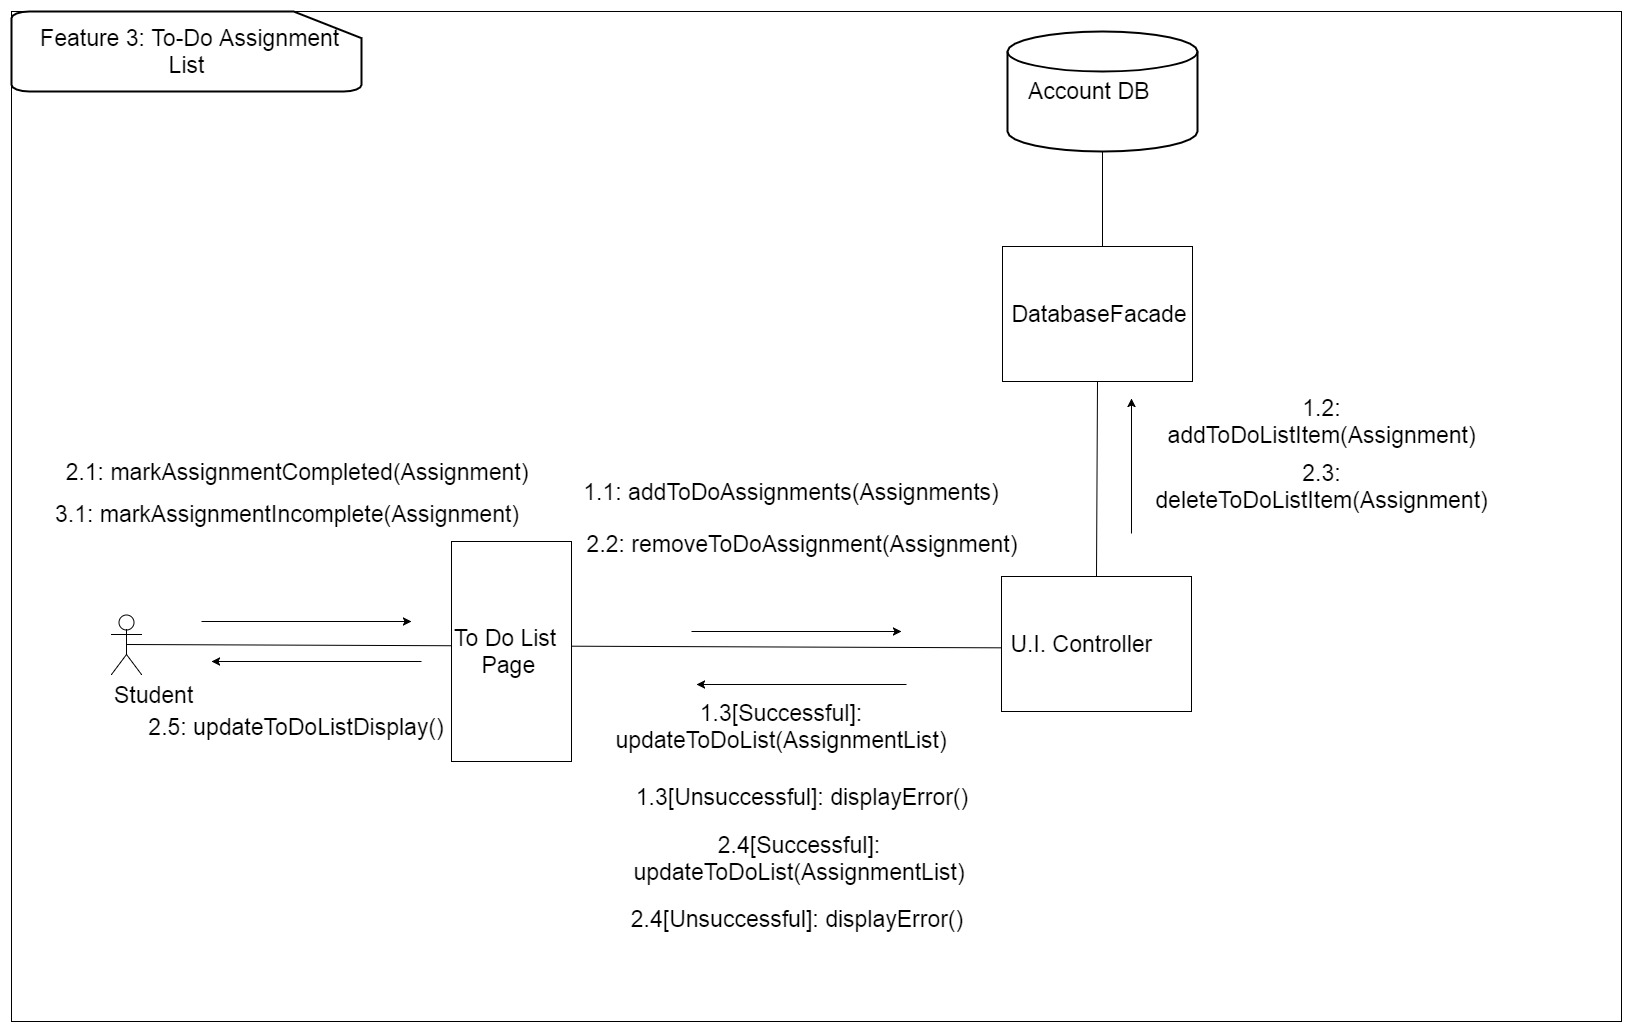 Feature 3: To-Do Assignment
List
Account DB
DatabaseFacade
1.2:
addToDoListItem(Assignment)
2.3:
deleteToDoListItem(Assignment)
2.1: markAssignmentCompleted(Assignment)
3.1: markAssignmentIncomplete(Assignment)
1.1: addToDoAssignments(Assignments)
2.2: removeToDoAssignment(Assignment)
To Do List
Page
U.I. Controller
Student
2.5: updateToDoListDisplay()
1.3[Successful]:
updateToDoList(AssignmentList)
1.3[Unsuccessful]: displayError()
2.4[Successful]:
updateToDoList(AssignmentList)
2.4[Unsuccessful]: displayError()